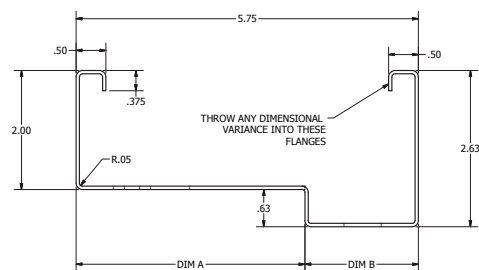 5.75
.50
.50
.375
THROW ANY DIMENSIONAL
VARIANCE INTO THESE
FLANGES
2.00
2.63
R.05
.63
DIM A
DIM B